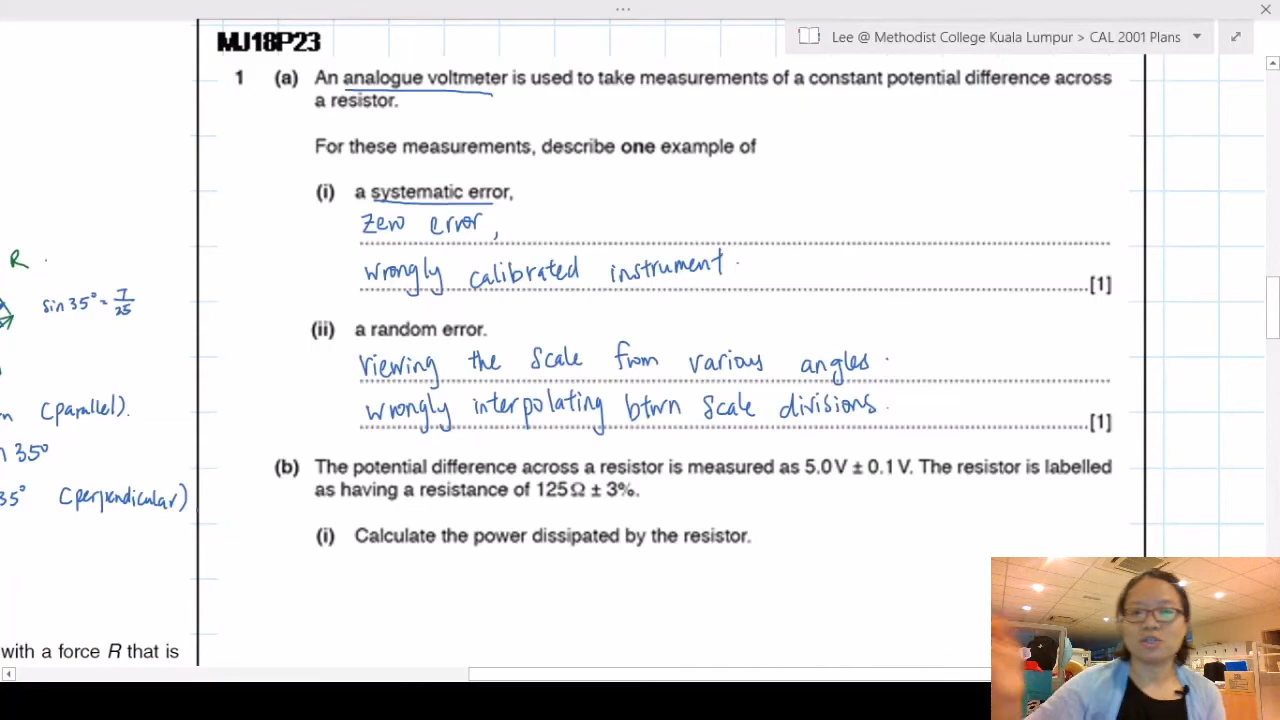 Lee @ Methodist College Kuala Lumpur > CAL 2001 Plans
MJ18P23
1 (a) An analogue voltmeter is used to take measurements of a constant potential difference across
a resistor.
For these measurements, describe one example of
(i) a systematic error,
zero error,
wrongly calibrated instrument.
[1]
(ii) a random error.
viewing the scale from various angles.
wrongly interpolating btwn scale divisions.
[1]
(b) The potential difference across a resistor is measured as 5.0 V ± 0.1 V. The resistor is labelled
as having a resistance of 125 Ω ± 3%.
(i) Calculate the power dissipated by the resistor.
R
sin 35° = T/25
(parallel).
35°
35° (perpendicular)
with a force R that is